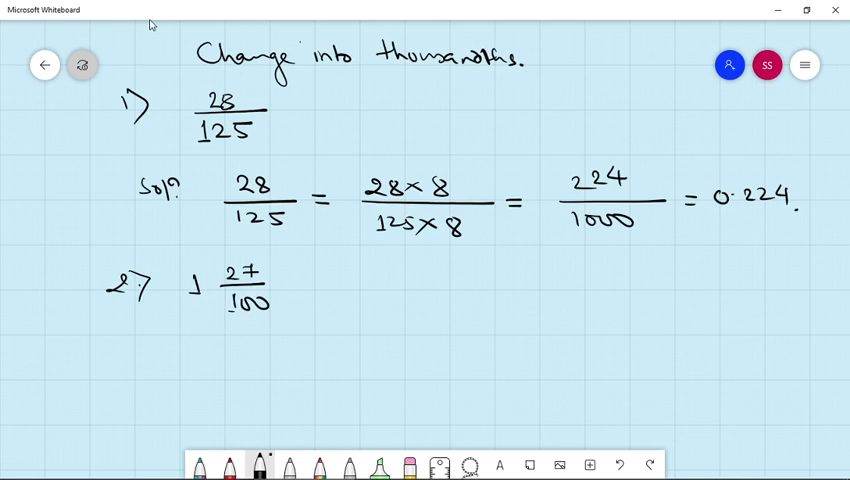 Microsoft Whiteboard
Change into thousandths.
SS
1) 28/125
Solⁿ 28/125 = 28×8/125×8 = 224/1000 = 0.224.
2) 1 27/100
A